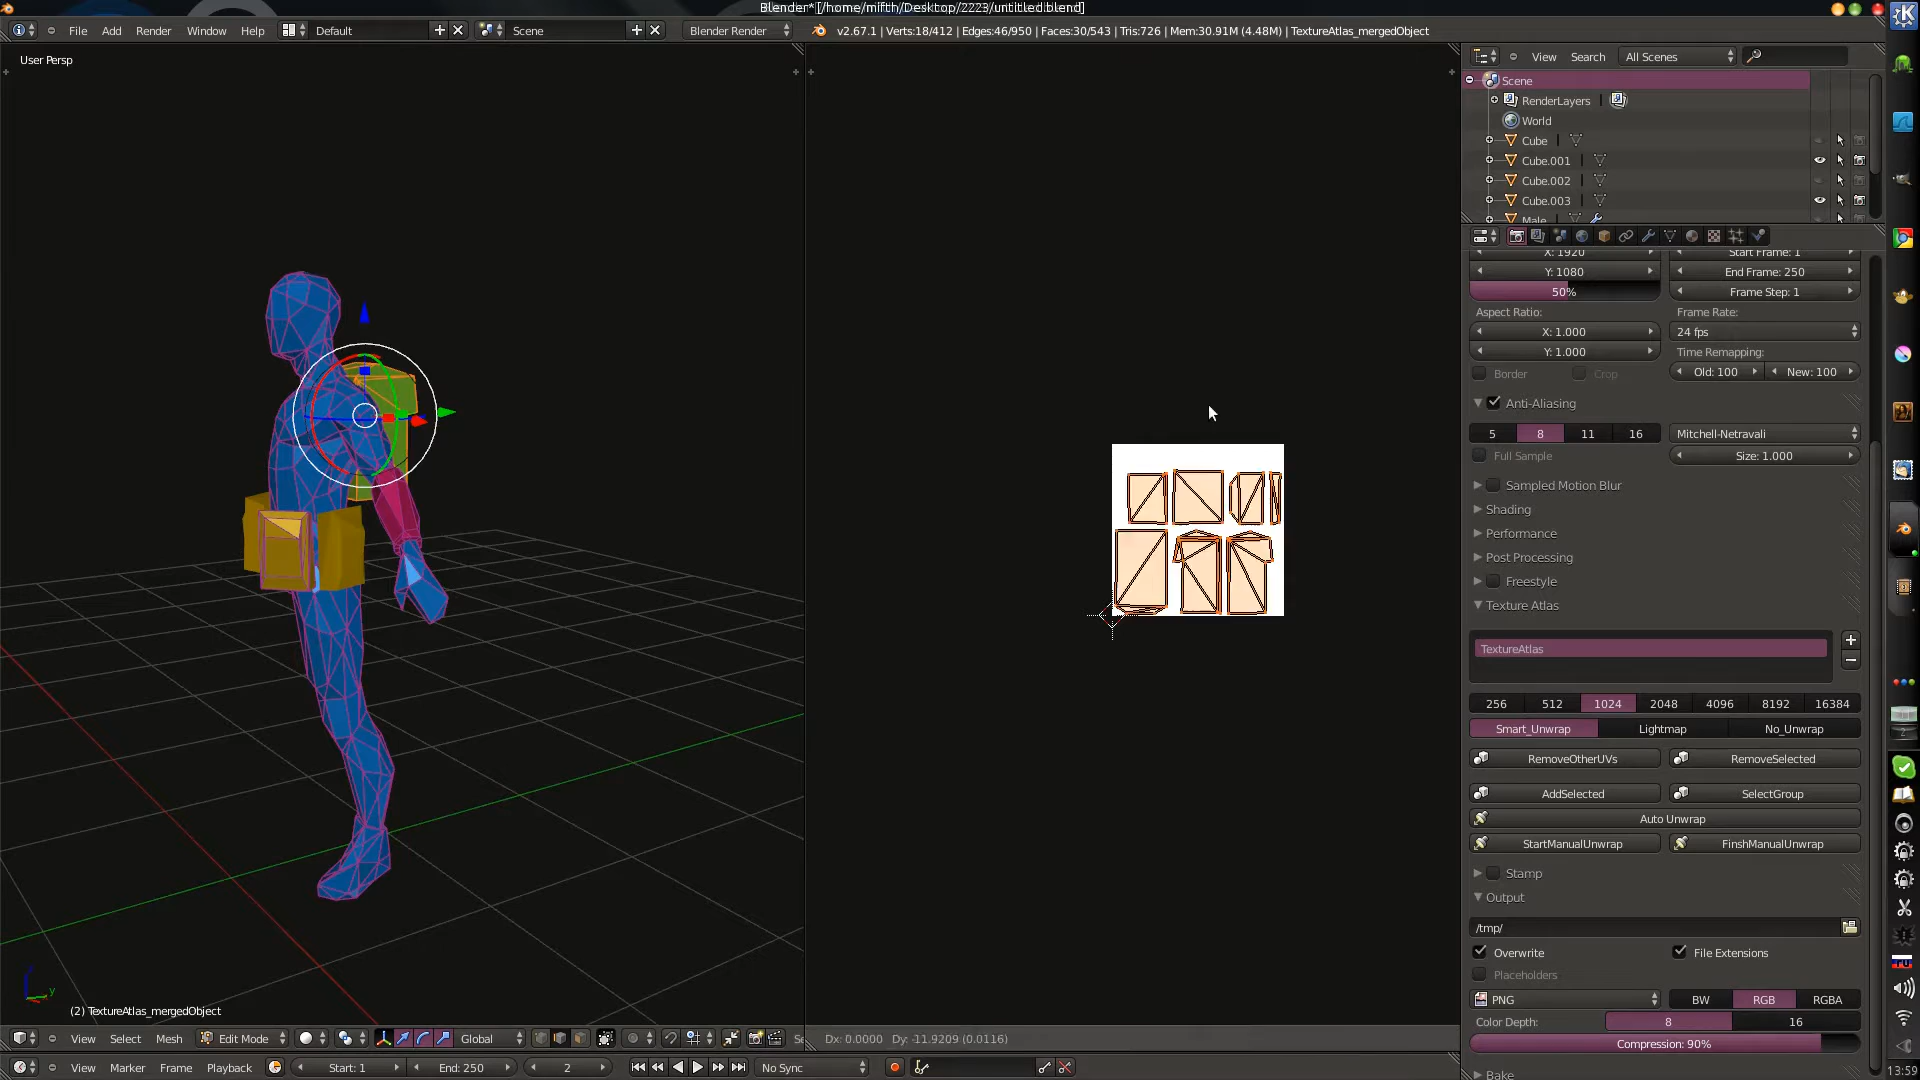 Blender*[/home/mifth/Desktop/2223/untitled.blend]
File Add Render Window Help Default Scene Blender Render v2.67.1 | Verts:18/412 | Edges:46/950 | Faces:30/543 | Tris:726 | Mem:30.91M (4.48M) | TextureAtlas_mergedObject
User Persp
View Search All Scenes
Scene
RenderLayers
World
Cube
Cube.001
Cube.002
Cube.003
Male
X: 1920 Start Frame: 1
Y: 1080 End Frame: 250
50% Frame Step: 1
Aspect Ratio: Frame Rate:
X: 1.000 24 fps
Y: 1.000 Time Remapping:
Border Crop Old: 100 New: 100
Anti-Aliasing
5 8 11 16 Mitchell-Netravali
Full Sample Size: 1.000
Sampled Motion Blur
Shading
Performance
Post Processing
Freestyle
Texture Atlas
TextureAtlas
256 512 1024 2048 4096 8192 16384
Smart_Unwrap Lightmap No_Unwrap
RemoveOtherUVs RemoveSelected
AddSelected SelectGroup
Auto Unwrap
StartManualUnwrap FinshManualUnwrap
Stamp
Output
/tmp/
Overwrite File Extensions
Placeholders
PNG BW RGB RGBA
Color Depth: 8 16
Compression: 90%
Bake
y
(2) TextureAtlas_mergedObject
View Select Mesh Edit Mode Global Se Dx: 0.0000 Dy: -11.9209 (0.0116)
View Marker Frame Playback Start: 1 End: 250 2 No Sync
13:59